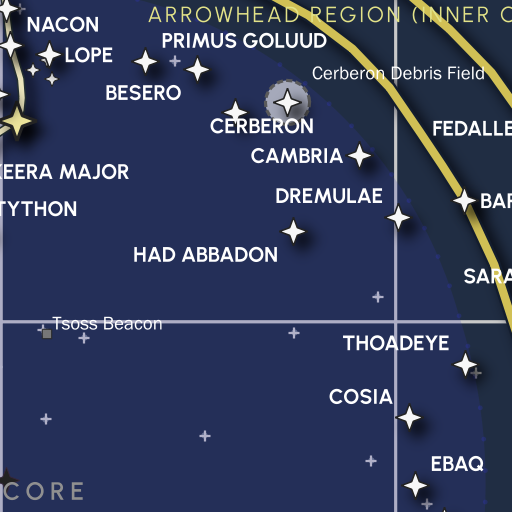 ARROWHEAD REGION (INNER
NACON
PRIMUS GOLUUD
LOPE
Cerberon Debris Field
BESERO
CERBERON
FEDALLE
CAMBRIA
KEERA MAJOR
DREMULAE
BAR
TYTHON
HAD ABBADON
SARA
Tsoss Beacon
THOADEYE
COSIA
EBAQ
CORE